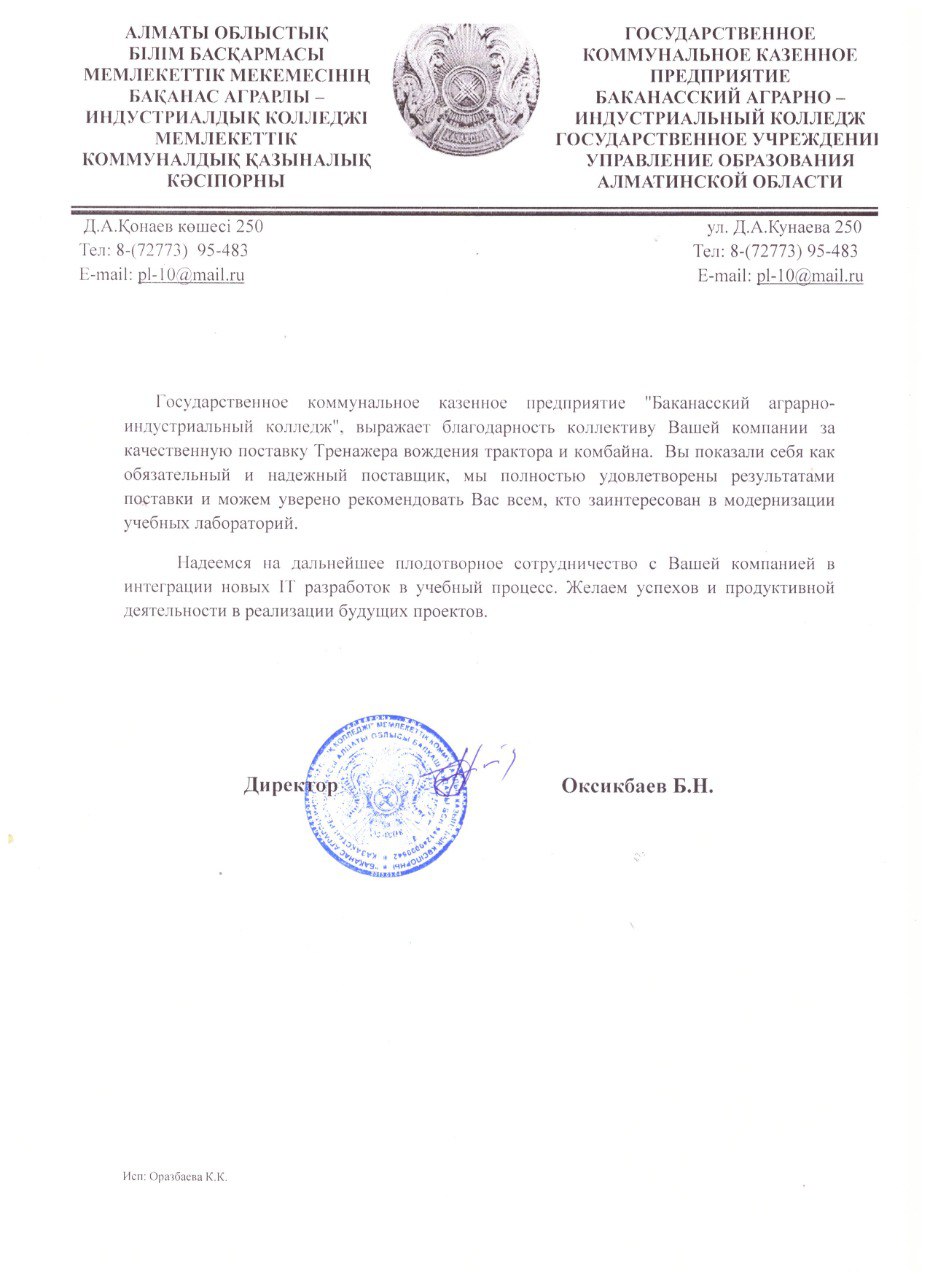 АЛМАТЫ ОБЛЫСТЫҚ
БІЛІМ БАСҚАРМАСЫ
МЕМЛЕКЕТТІК МЕКЕМЕСІНІҢ
БАҚАНАС АГРАРЛЫ –
ИНДУСТРИАЛДЫҚ КОЛЛЕДЖІ
МЕМЛЕКЕТТІК
КОММУНАЛДЫҚ ҚАЗЫНАЛЫҚ
КӘСІПОРНЫ
ГОСУДАРСТВЕННОЕ
КОММУНАЛЬНОЕ КАЗЕННОЕ
ПРЕДПРИЯТИЕ
БАКАНАССКИЙ АГРАРНО –
ИНДУСТРИАЛЬНЫЙ КОЛЛЕДЖ
ГОСУДАРСТВЕННОЕ УЧРЕЖДЕНИ
УПРАВЛЕНИЕ ОБРАЗОВАНИЯ
АЛМАТИНСКОЙ ОБЛАСТИ
Д.А.Қонаев көшесі 250
Тел: 8-(72773) 95-483
E-mail: pl-10@mail.ru
ул. Д.А.Кунаева 250
Тел: 8-(72773) 95-483
E-mail: pl-10@mail.ru
Государственное коммунальное казенное предприятие "Баканасский аграрно-
индустриальный колледж", выражает благодарность коллективу Вашей компании за
качественную поставку Тренажера вождения трактора и комбайна. Вы показали себя как
обязательный и надежный поставщик, мы полностью удовлетворены результатами
поставки и можем уверено рекомендовать Вас всем, кто заинтересован в модернизации
учебных лабораторий.
Надеемся на дальнейшее плодотворное сотрудничество с Вашей компанией в
интеграции новых IT разработок в учебный процесс. Желаем успехов и продуктивной
деятельности в реализации будущих проектов.
Директор
Оксикбаев Б.Н.
Исп: Оразбаева К.К.